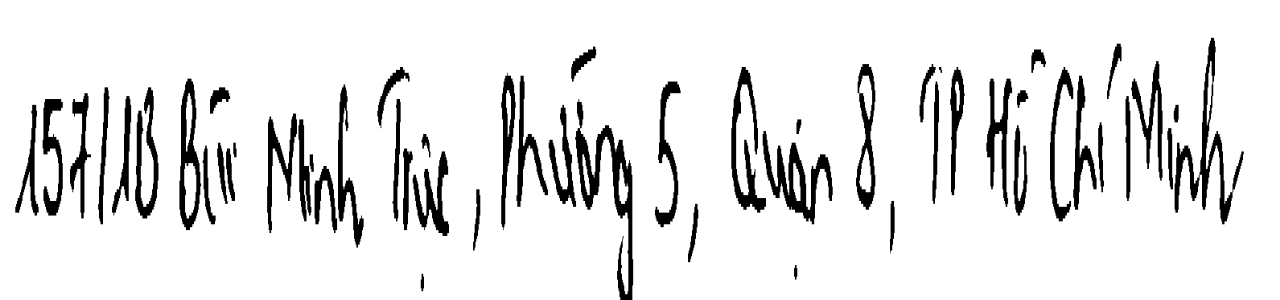 157/13 Bùi Minh Trực, Phường 5, Quận 8, TP Hồ Chí Minh